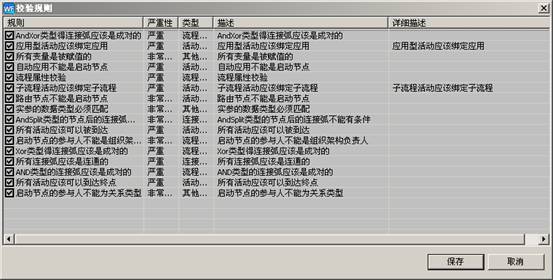 WF 校验规则
规则 严重性 类型 描述 详细描述
AndXor类型得连接弧应该是成对的 严重 流程... AndXor类型得连接弧应该是成对的
应用型活动应该绑定应用 严重 活动... 应用型活动应该绑定应用 应用型活动应该绑定应用
所有变量是被赋值的 非常... 其他... 所有变量是被赋值的
自动应用不能是启动节点 严重 活动... 自动应用不能是启动节点
流程属性校验 严重 流程... 流程属性校验
子流程活动应该绑定子流程 严重 活动... 子流程活动应该绑定子流程 子流程活动应该绑定子流程
路由节点不能是启动节点 非常... 活动... 路由节点不能是启动节点
实参的数据类型必须匹配 非常... 其他... 实参的数据类型必须匹配
AndSplit类型的节点的后的连接弧... 严重 连接... AndSplit类型的节点后的连接弧不能有条件
所有活动应该可以被到达 严重 活动... 所有活动应该可以被到达
启动节点的参与人不能是组织架... 非常... 流程... 启动节点的参与人不能是组织架构负责人
Xor类型得连接弧应该是成对的 严重 流程... Xor类型得连接弧应该是成对的
所有连接弧应该是连通的 严重 连接... 所有连接弧应该是连通的
AND类型的连接弧应该是成对的 严重 流程... AND类型的连接弧应该是成对的
所有活动应该可以到达终点 严重 活动... 所有活动应该可以到达终点
启动节点的参与人不能为关系类型 非常... 其他... 启动节点的参与人不能为关系类型
保存 取消